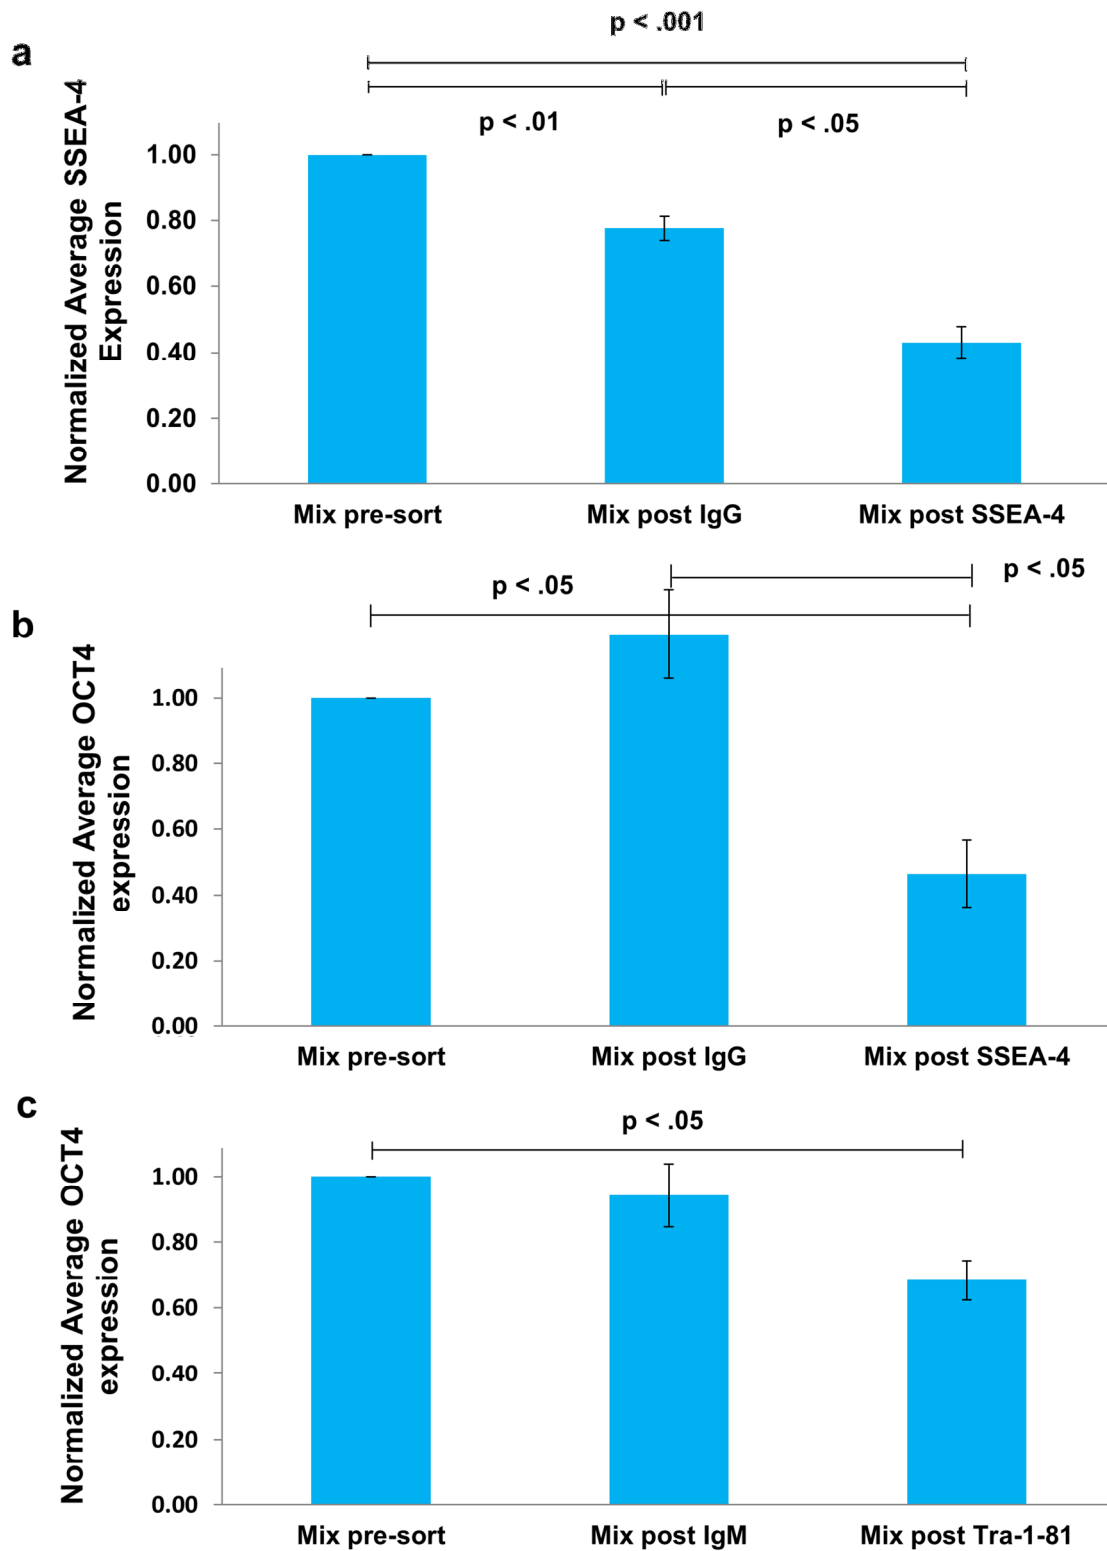 a
p < .001
p < .01
p < .05
Normalized Average SSEA-4
Expression
1.00
0.80
0.60
0.40
0.20
0.00
Mix pre-sort
Mix post IgG
Mix post SSEA-4
b
p < .05
p < .05
Normalized Average OCT4
expression
1.00
0.80
0.60
0.40
0.20
0.00
Mix pre-sort
Mix post IgG
Mix post SSEA-4
c
p < .05
Normalized Average OCT4
expression
1.00
0.80
0.60
0.40
0.20
0.00
Mix pre-sort
Mix post IgM
Mix post Tra-1-81